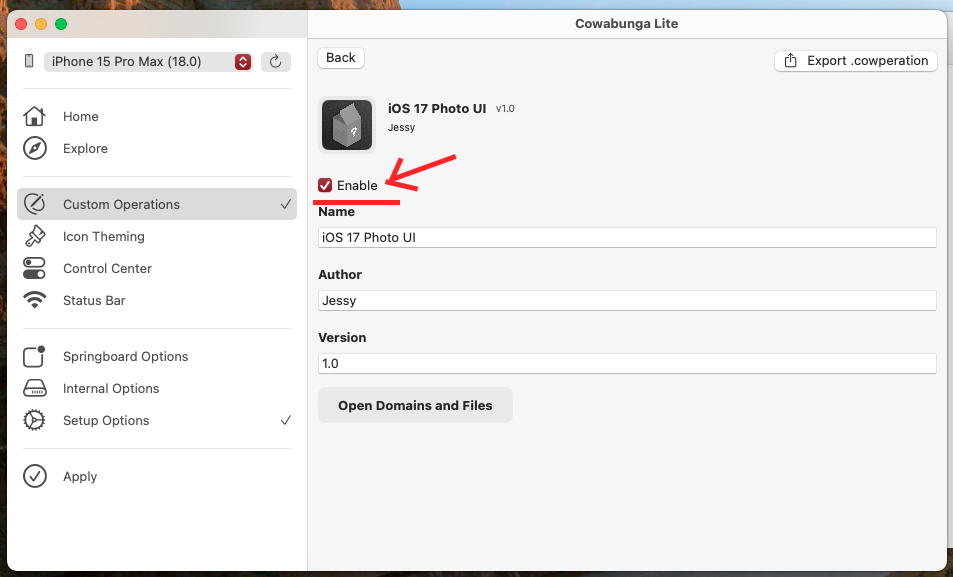 Cowabunga Lite
iPhone 15 Pro Max (18.0)
Home
Explore
Custom Operations
Icon Theming
Control Center
Status Bar
Springboard Options
Internal Options
Setup Options
Apply
Back
Export .cowperation
iOS 17 Photo UI v1.0
Jessy
?
Enable
Name
iOS 17 Photo UI
Author
Jessy
Version
1.0
Open Domains and Files